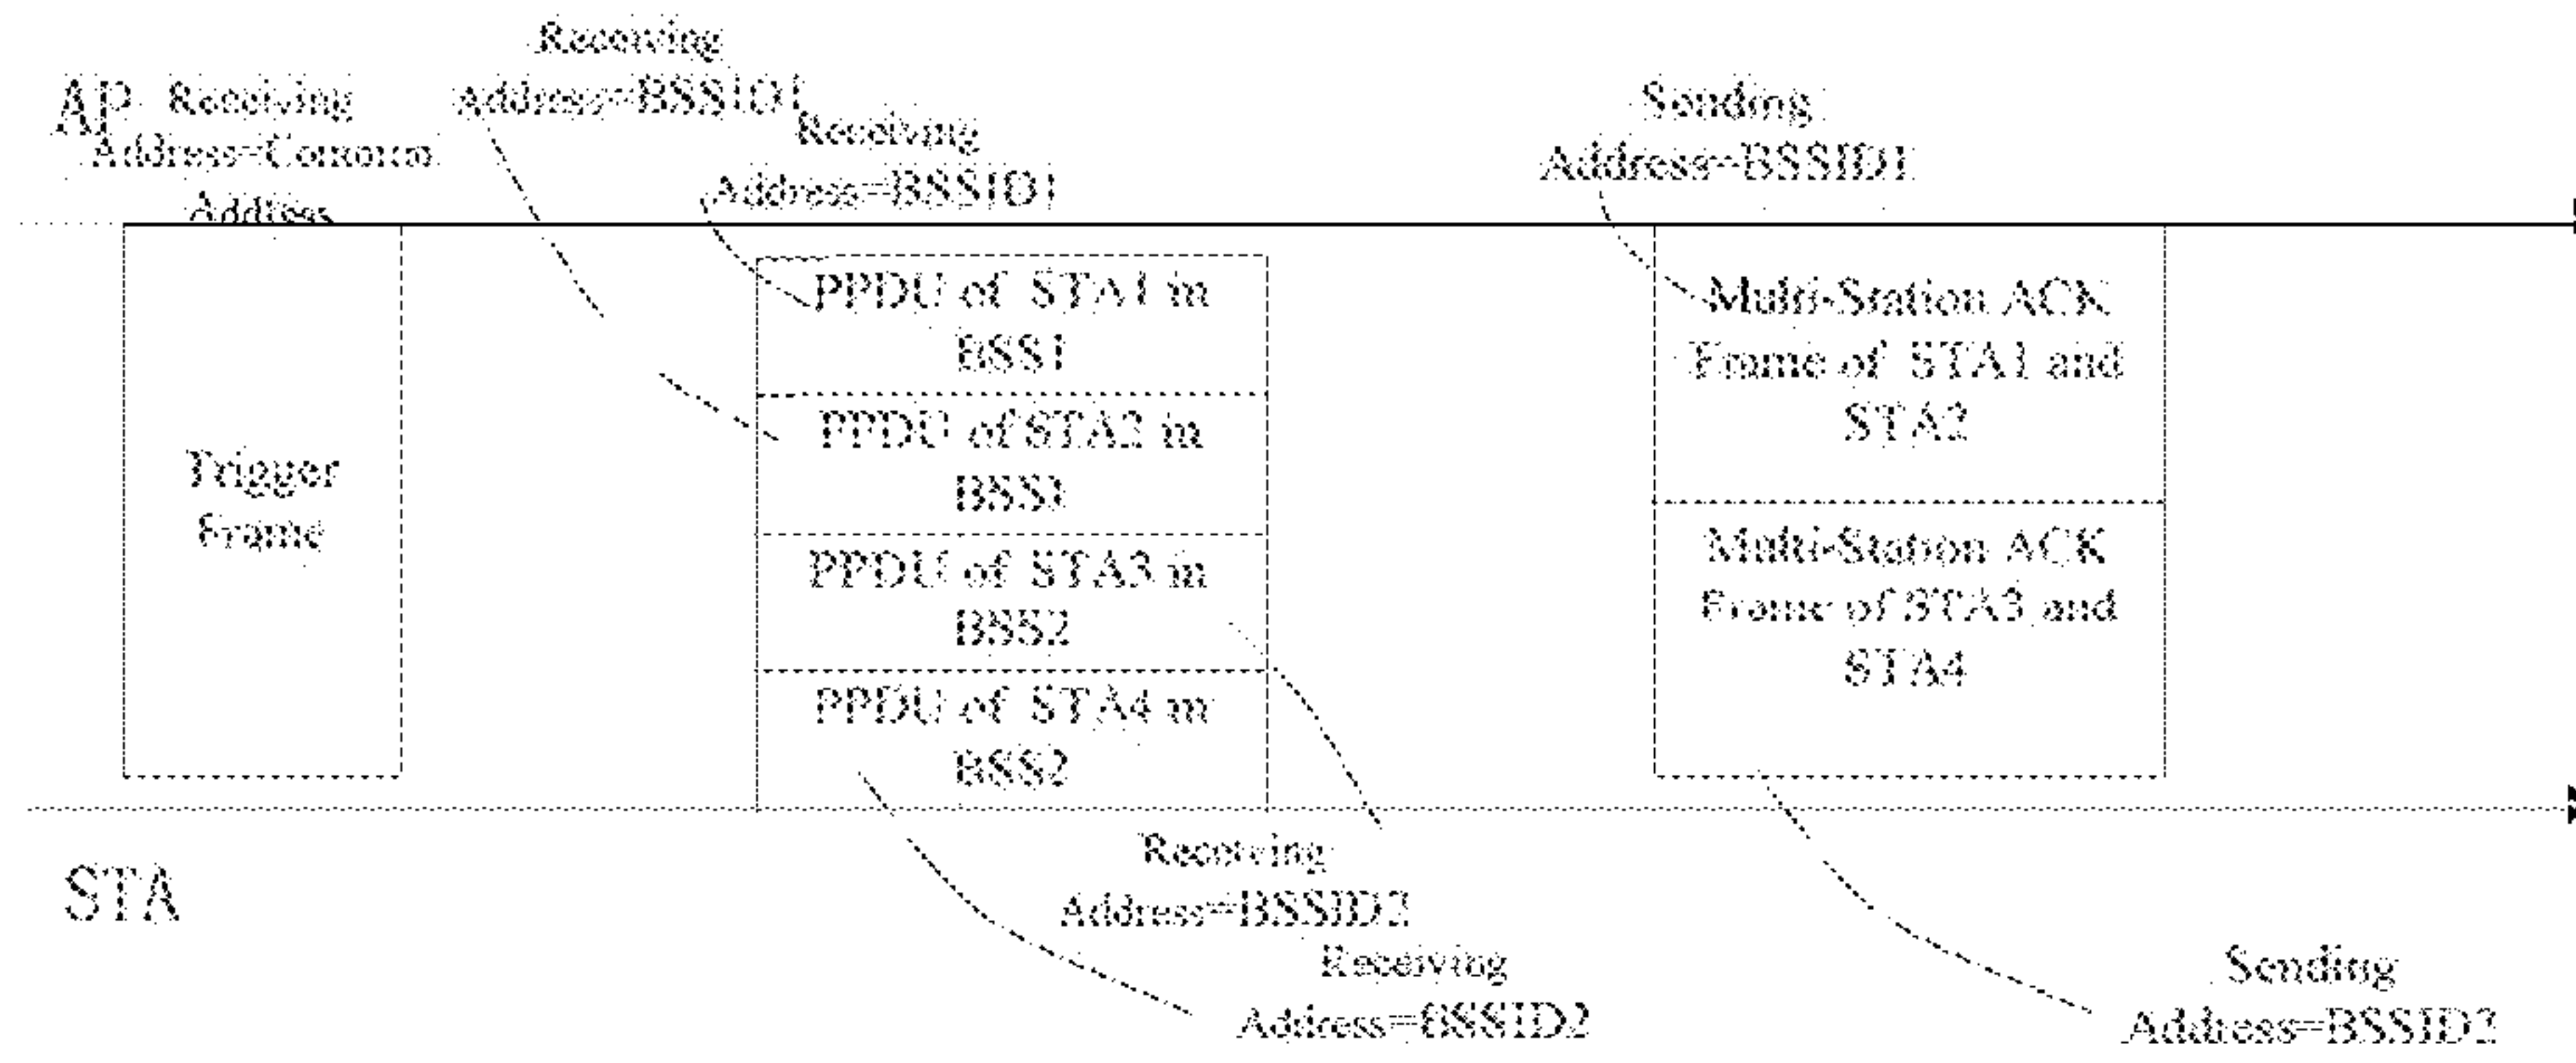 AP
Receiving
Address=Common
Address
Receiving
Address=BSSID1
Receiving
Address=BSSID1
Sending
Address=BSSID1
Trigger
Frame
PPDU of STA1 in
BSS1
PPDU of STA2 in
BSS1
PPDU of STA3 in
BSS2
PPDU of STA4 in
BSS2
Multi-Station ACK
Frame of STA1 and
STA2
Multi-Station ACK
Frame of STA3 and
STA4
STA
Receiving
Address=BSSID2
Receiving
Address=BSSID2
Sending
Address=BSSID2